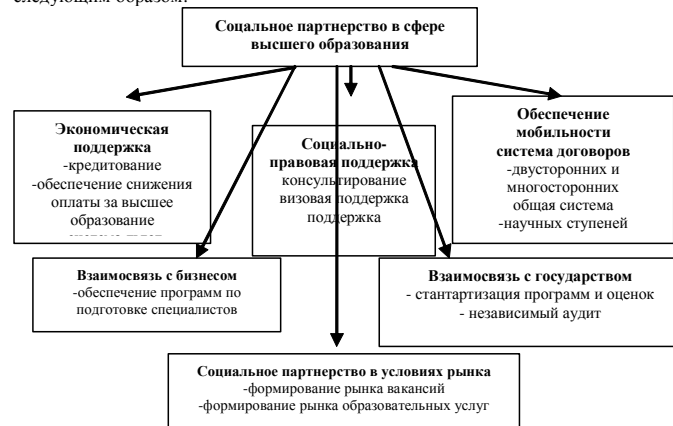 следующим образом:
Соцальное партнерство в сфере
высшего образования
Экономическая
поддержка
-кредитование
-обеспечение снижения
оплаты за высшее
образование
Социально-
правовая поддержка
консультирование
визовая поддержка
поддержка
Обеспечение
мобильности
система договоров
-двусторонних и
многосторонних
общая система
-научных ступеней
Взаимосвязь с бизнесом
-обеспечение программ по
подготовке специалистов
Взаимосвязь с государством
- стантартизация программ и оценок
- независимый аудит
Социальное партнерство в условиях рынка
-формирование рынка вакансий
-формирование рынка образовательных услуг